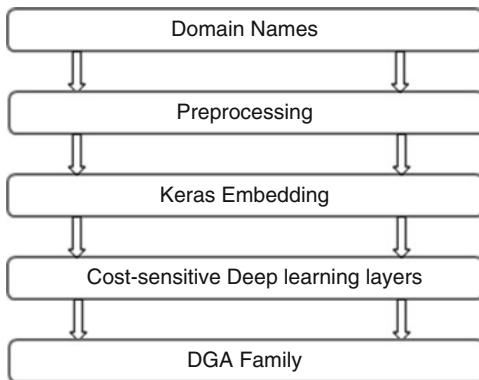 Domain Names
Preprocessing
Keras Embedding
Cost-sensitive Deep learning layers
DGA Family